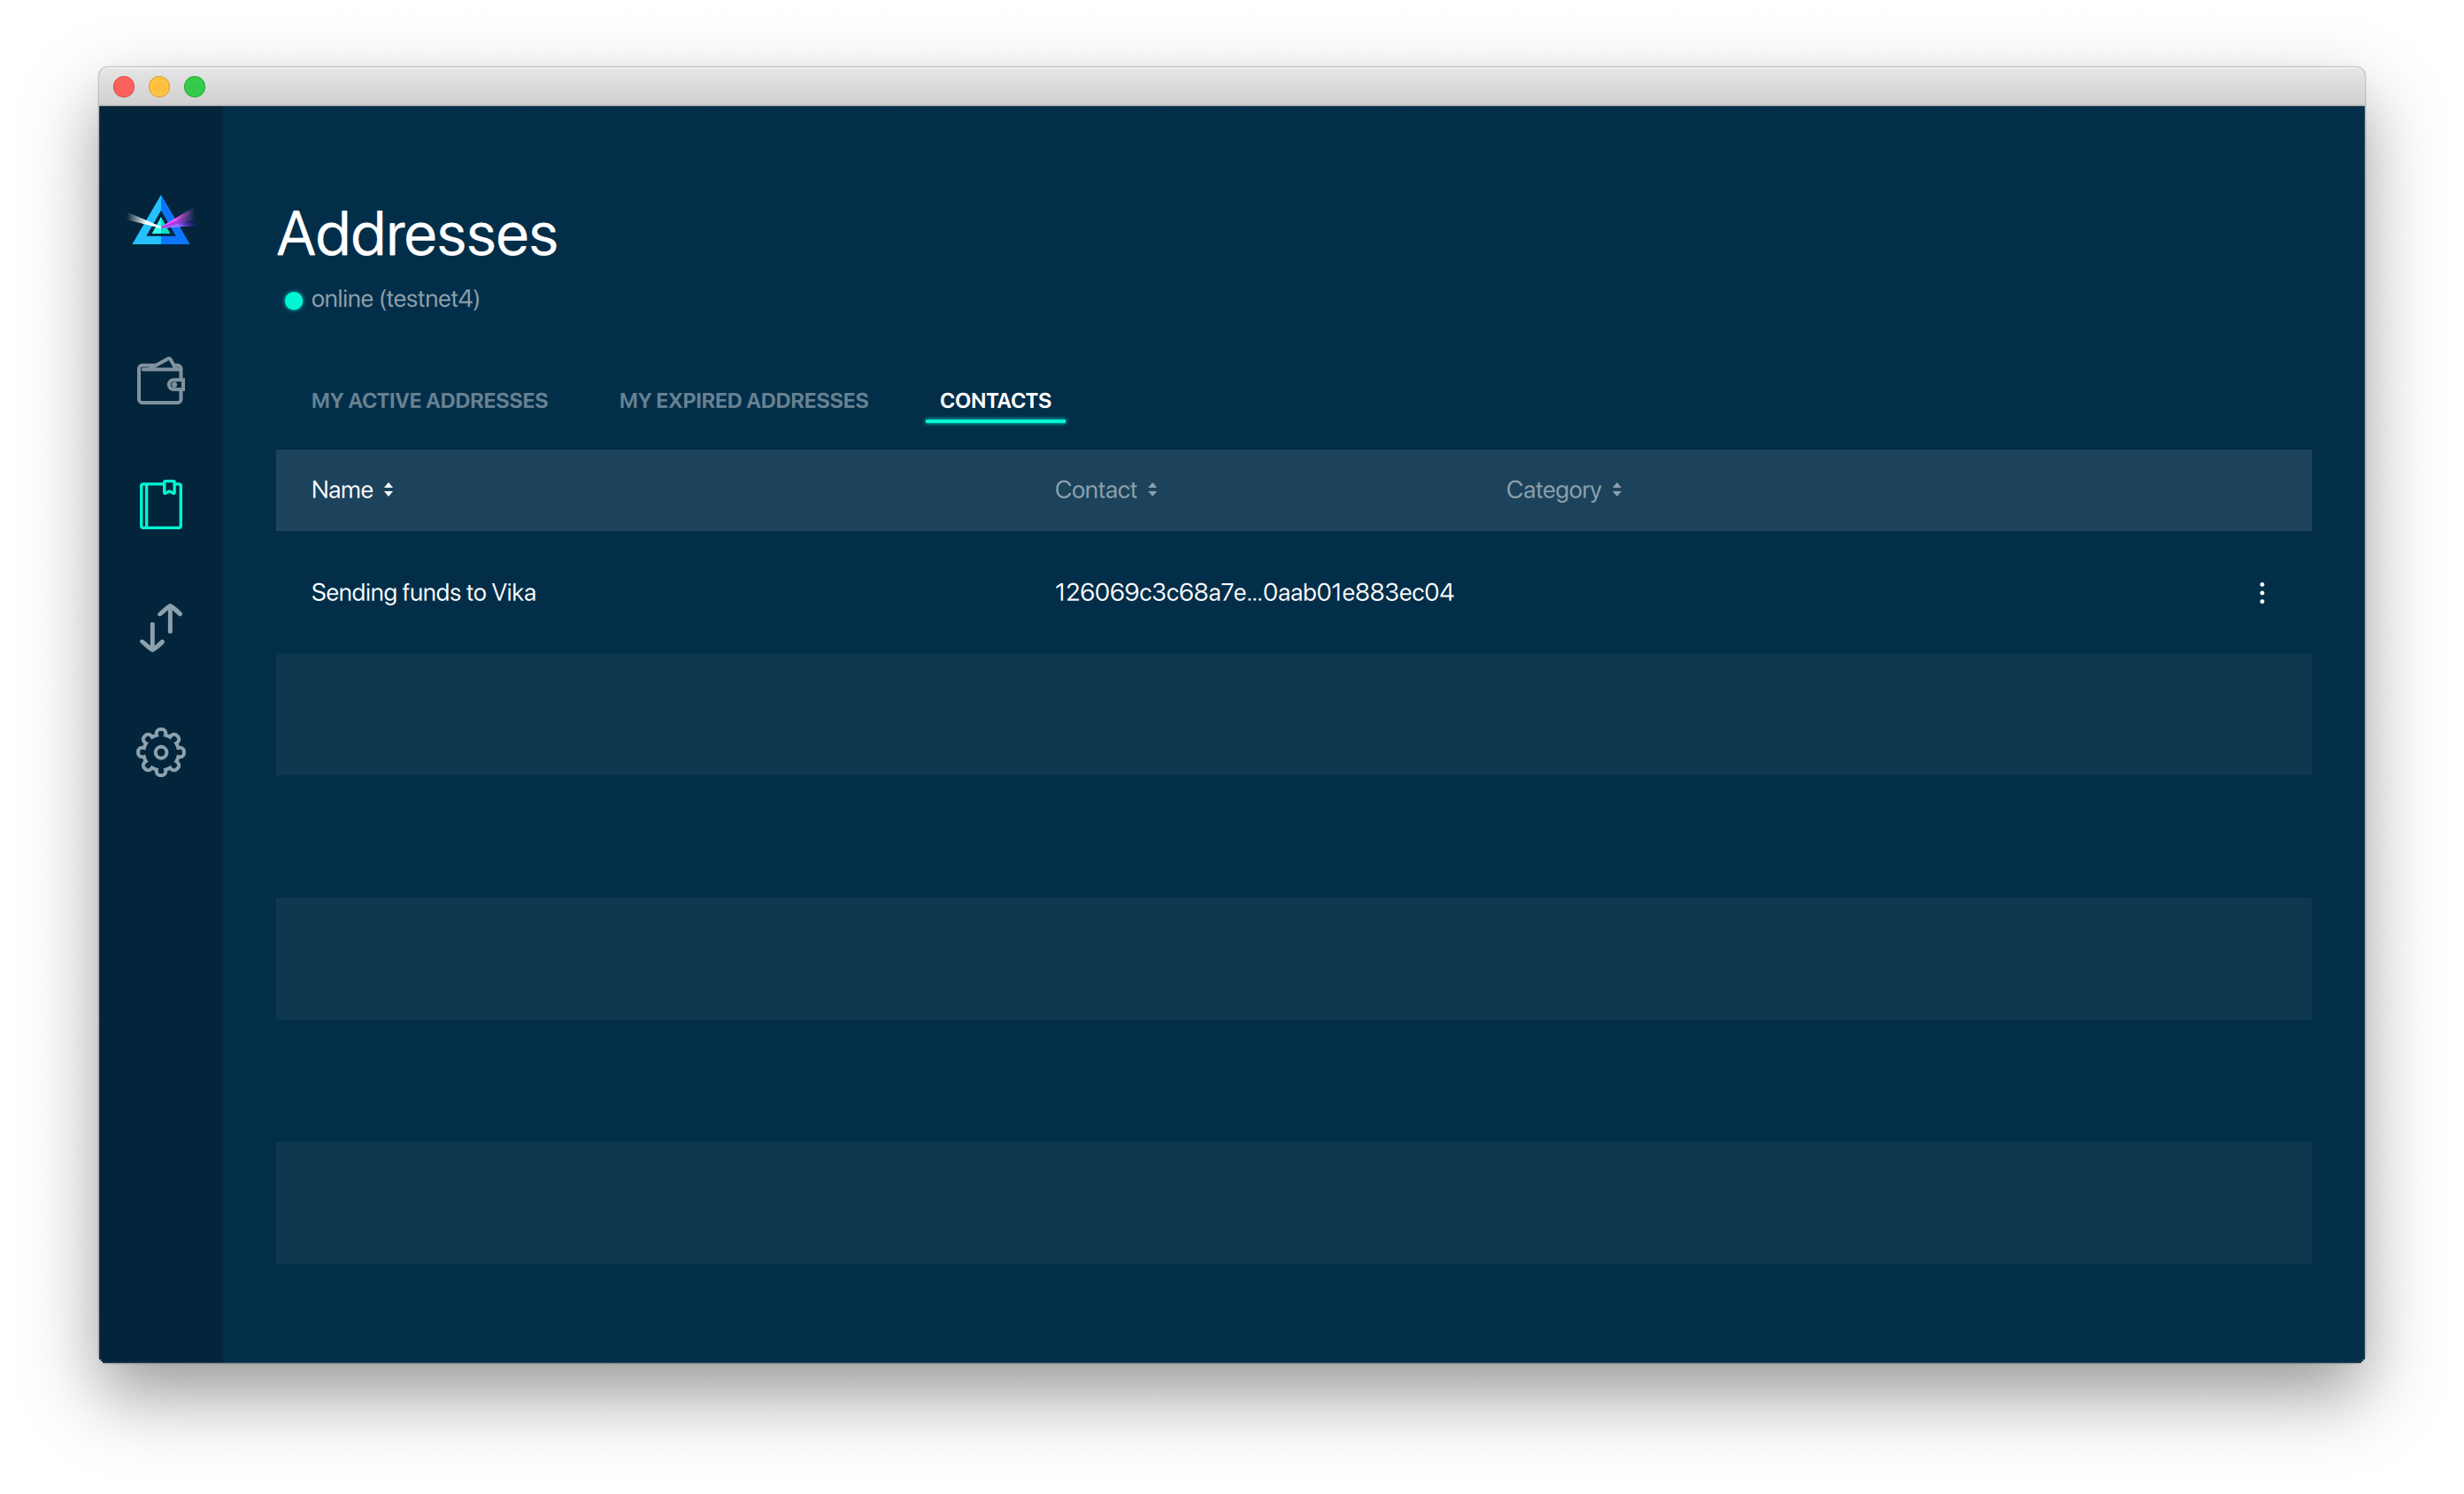 Addresses
online (testnet4)
MY ACTIVE ADDRESSES MY EXPIRED ADDRESSES CONTACTS
Name Contact Category
Sending funds to Vika 126069c3c68a7e...0aab01e883ec04